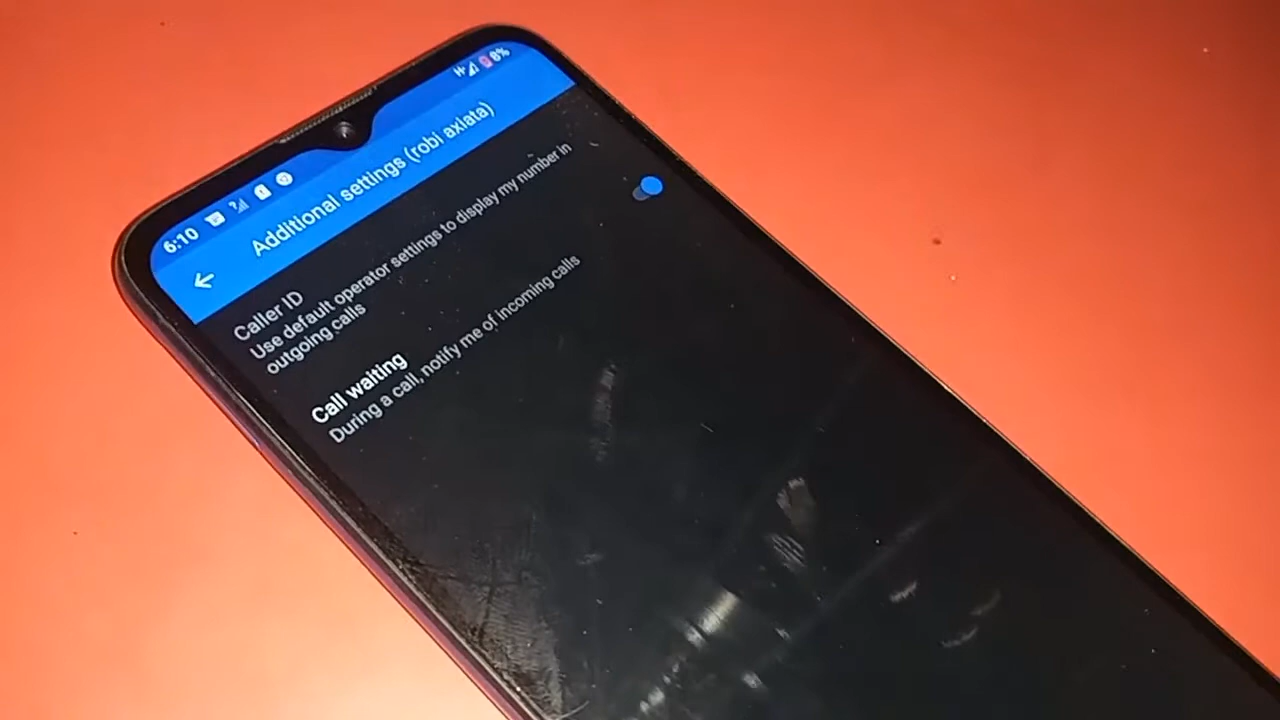 6:10
H 8%
Additional settings (robi axiata)
Caller ID
Use default operator settings to display my number in
outgoing calls
Call waiting
During a call, notify me of incoming calls